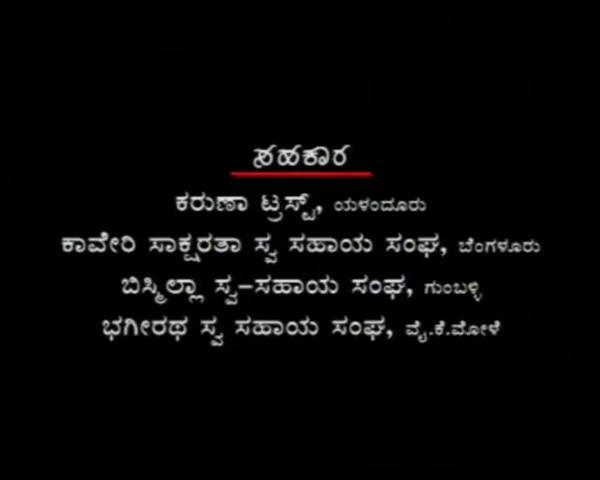 ಸಹಕಾರ
ಕರುಣಾ ಟ್ರಸ್ಟ್, ಯಳಂದೂರು
ಕಾವೇರಿ ಸಾಕ್ಷರತಾ ಸ್ವ ಸಹಾಯ ಸಂಘ, ಬೆಂಗಳೂರು
ಬಿಸ್ಮಿಲ್ಲಾ ಸ್ವ-ಸಹಾಯ ಸಂಘ, ಗುಂಬಳ್ಳಿ
ಭಗೀರಥ ಸ್ವ ಸಹಾಯ ಸಂಘ, ವೈ.ಕೆ.ಮೋಳೆ